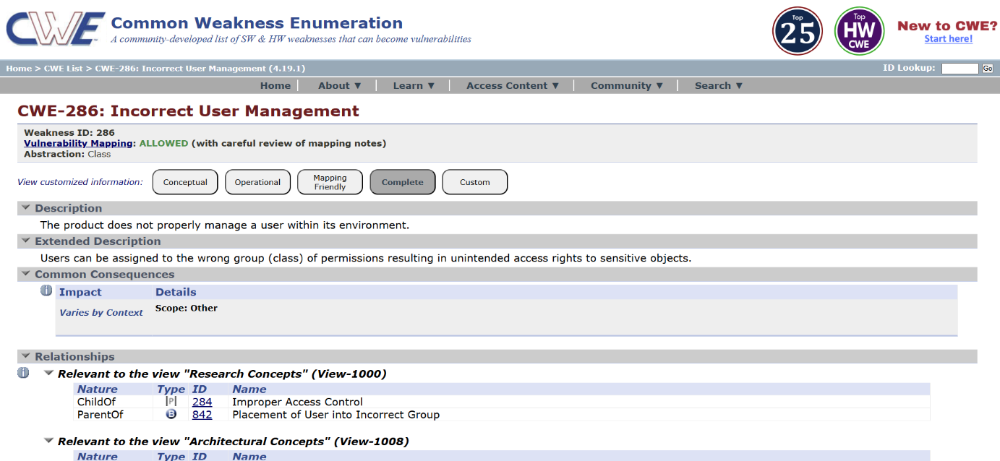 CWE Common Weakness Enumeration
A community-developed list of SW & HW weaknesses that can become vulnerabilities
Top 25
Top HW CWE
New to CWE?
Start here!
Home > CWE List > CWE-286: Incorrect User Management (4.19.1)
ID Lookup: Go
Home About ▼ Learn ▼ Access Content ▼ Community ▼ Search ▼
CWE-286: Incorrect User Management
Weakness ID: 286
Vulnerability Mapping: ALLOWED (with careful review of mapping notes)
Abstraction: Class
View customized information: Conceptual Operational Mapping Friendly Complete Custom
Description
The product does not properly manage a user within its environment.
Extended Description
Users can be assigned to the wrong group (class) of permissions resulting in unintended access rights to sensitive objects.
Common Consequences
i Impact Details
Varies by Context Scope: Other
Relationships
i Relevant to the view "Research Concepts" (View-1000)
Nature Type ID Name
ChildOf P 284 Improper Access Control
ParentOf B 842 Placement of User into Incorrect Group
Relevant to the view "Architectural Concepts" (View-1008)
Nature Type ID Name